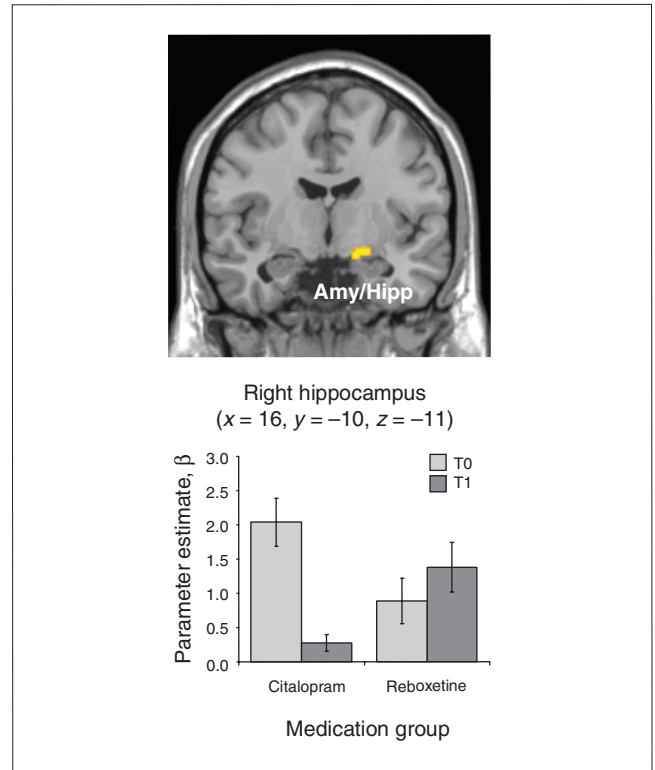 Amy/Hipp
Right hippocampus
(x = 16, y = –10, z = –11)
Parameter estimate, β
3.0
2.5
2.0
1.5
1.0
0.5
0.0
T0
T1
Citalopram Reboxetine
Medication group